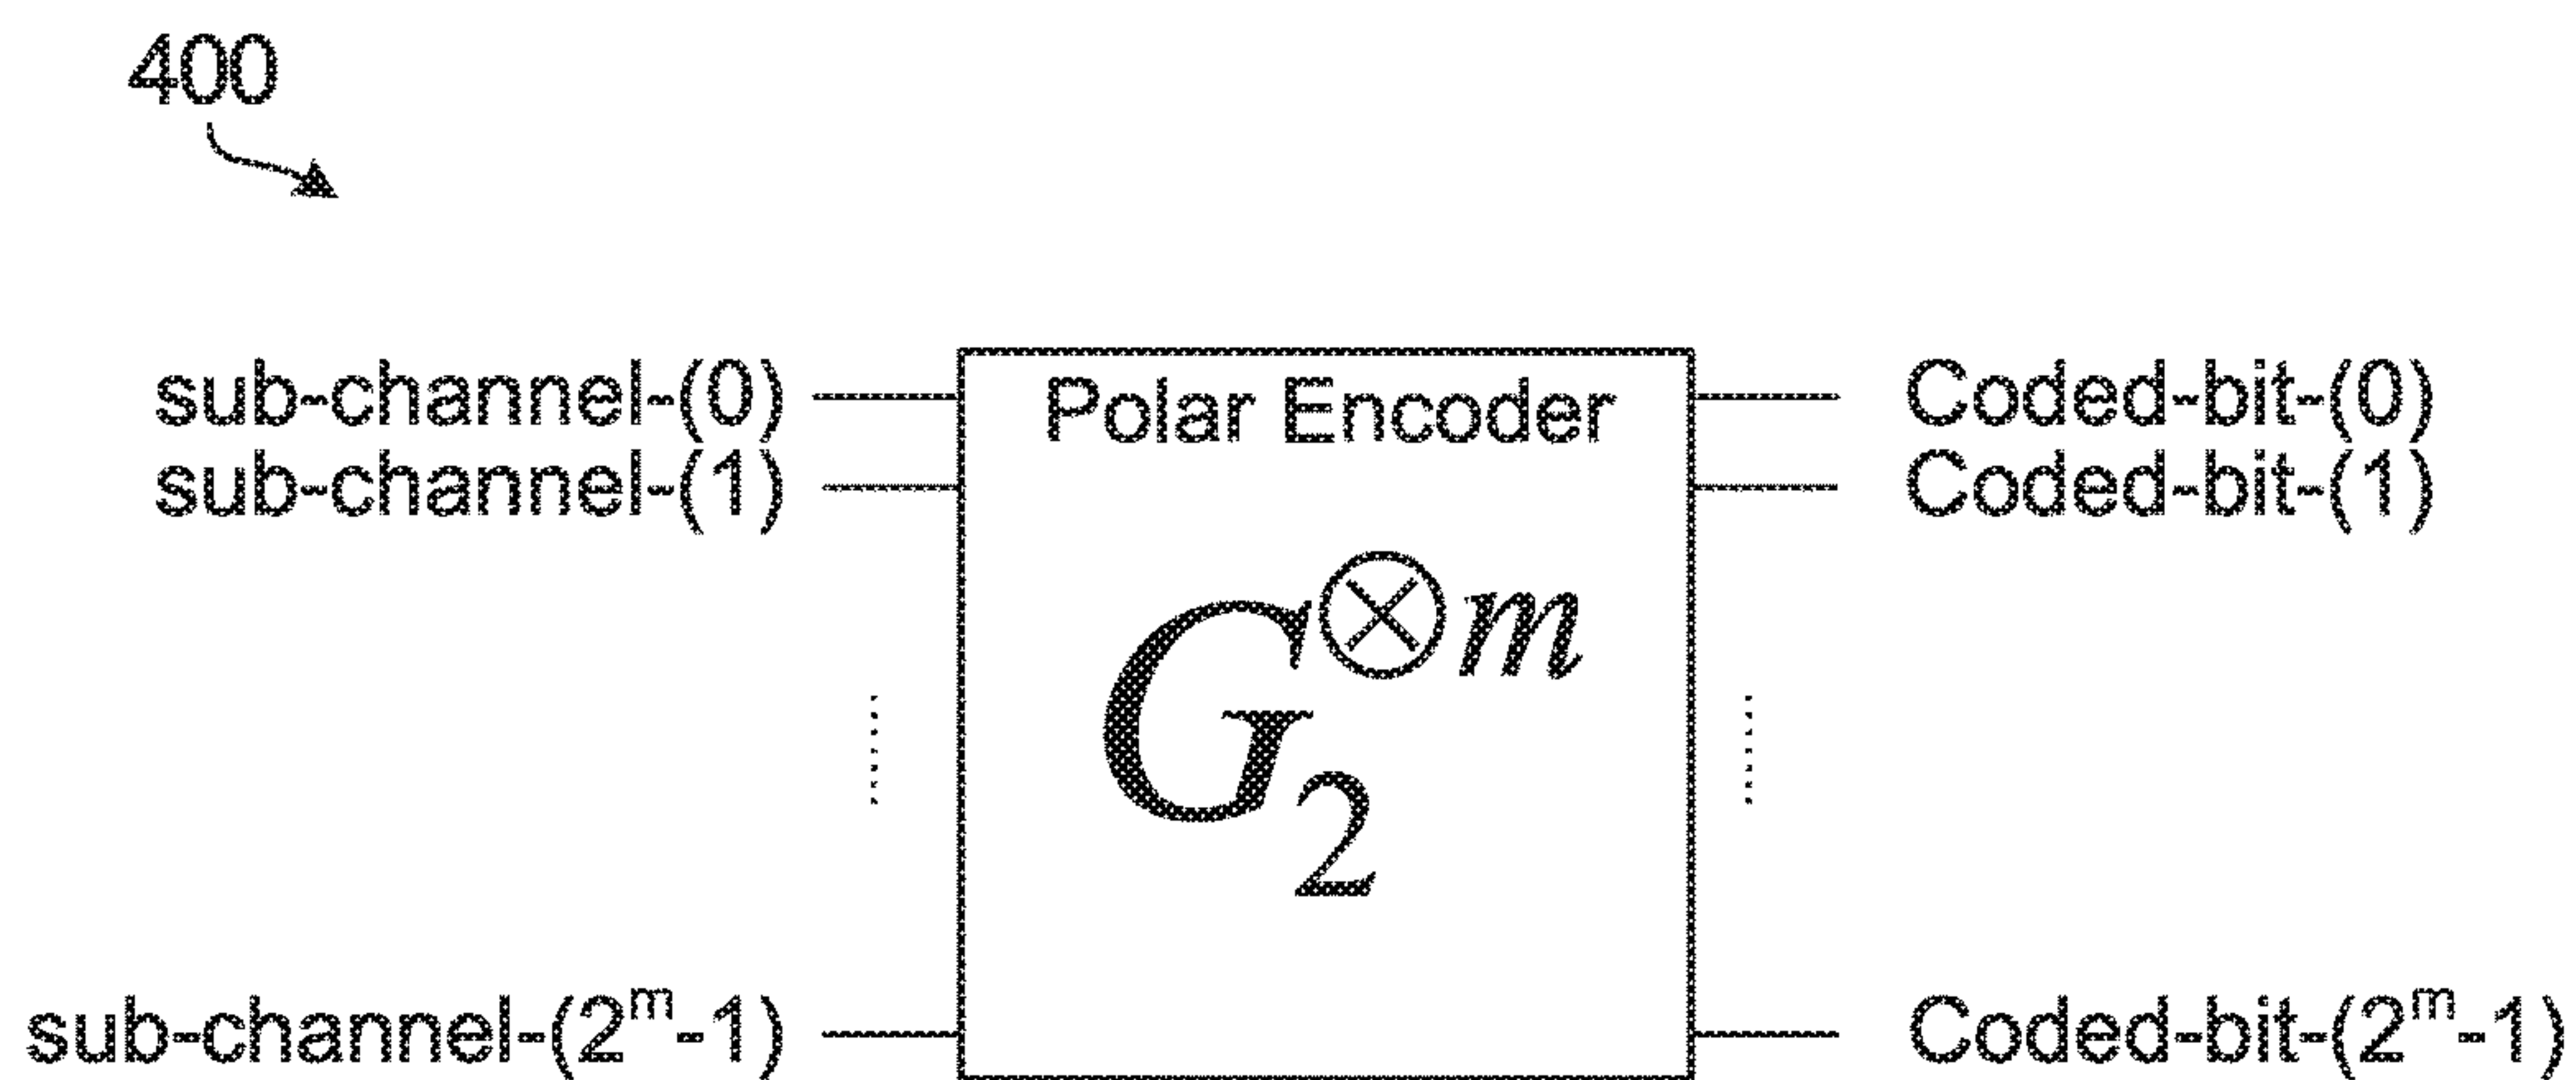 400
sub-channel-(0)
sub-channel-(1)
sub-channel-(2ᵐ-1)
Polar Encoder
G₂⊗ᵐ
Coded-bit-(0)
Coded-bit-(1)
Coded-bit-(2ᵐ-1)